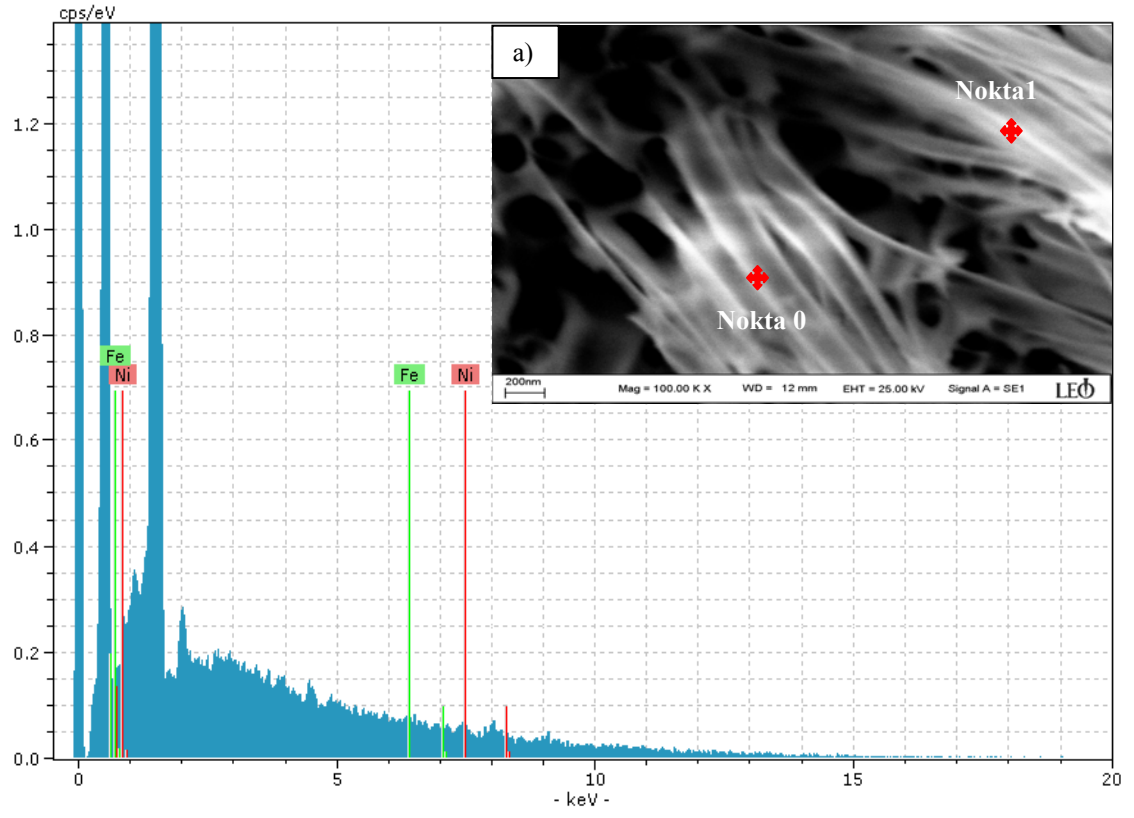 cps/eV
a)
Nokta1
Nokta 0
200nm
Mag = 100.00 K X
WD = 12 mm
EHT = 25.00 kV
Signal A = SE1
LEO
1.2
1.0
0.8
0.6
0.4
0.2
0.0
Fe
Ni
Fe
Ni
0
5
10
15
20
- keV -